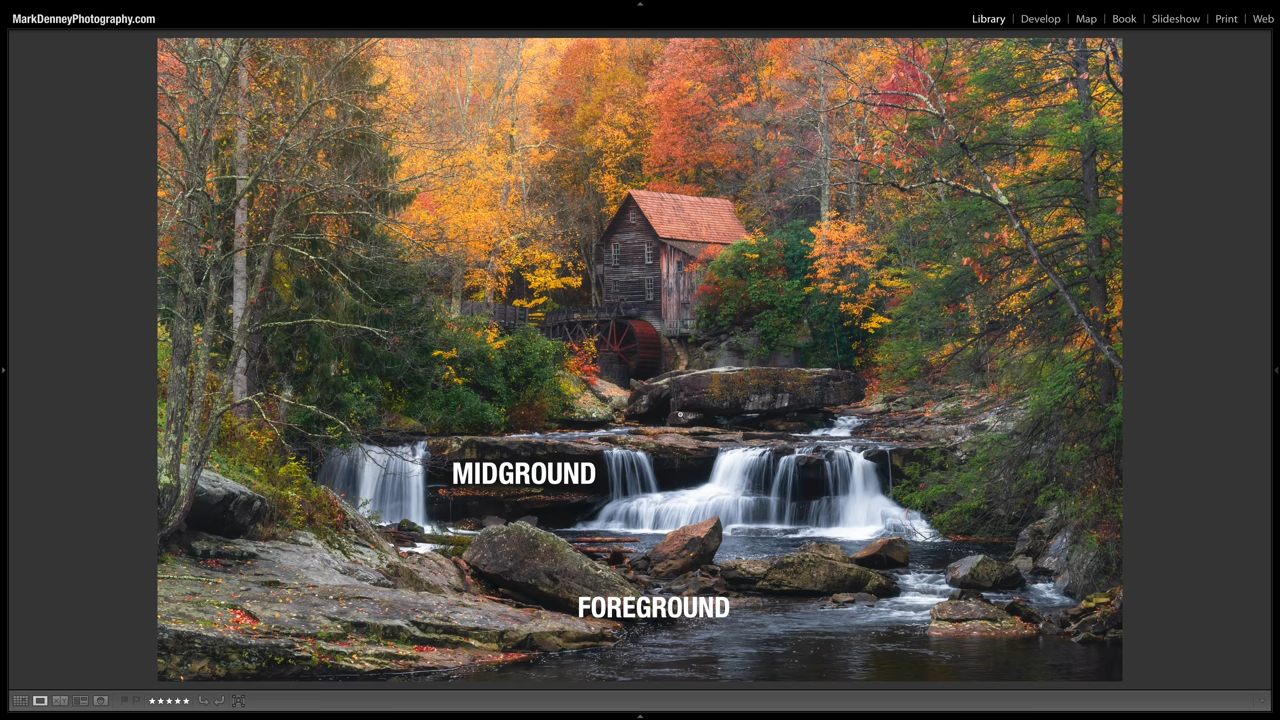 MarkDenneyPhotography.com
Library | Develop | Map | Book | Slideshow | Print | Web
MIDGROUND
FOREGROUND